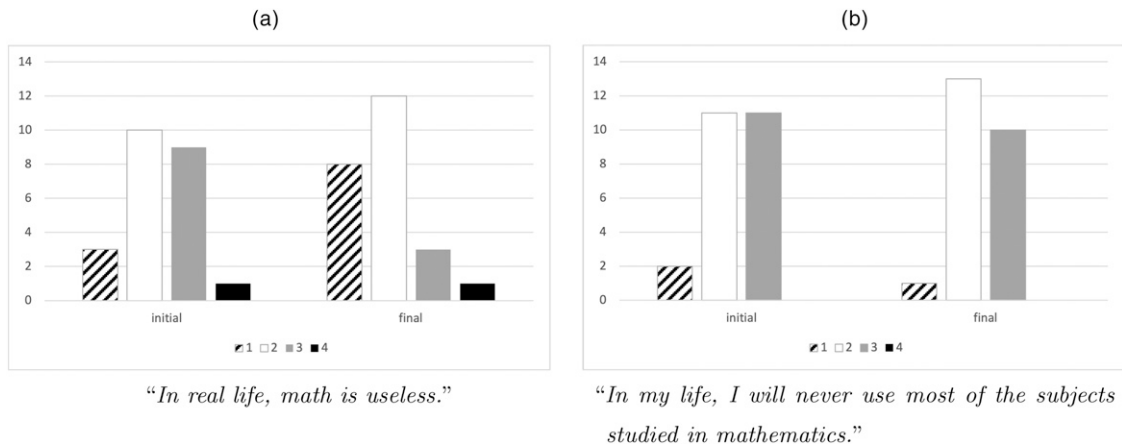 (a)
14
12
10
8
6
4
2
0
initial
final
1 2 3 4
“In real life, math is useless.”
(b)
14
12
10
8
6
4
2
0
initial
final
1 2 3 4
“In my life, I will never use most of the subjects
studied in mathematics.”